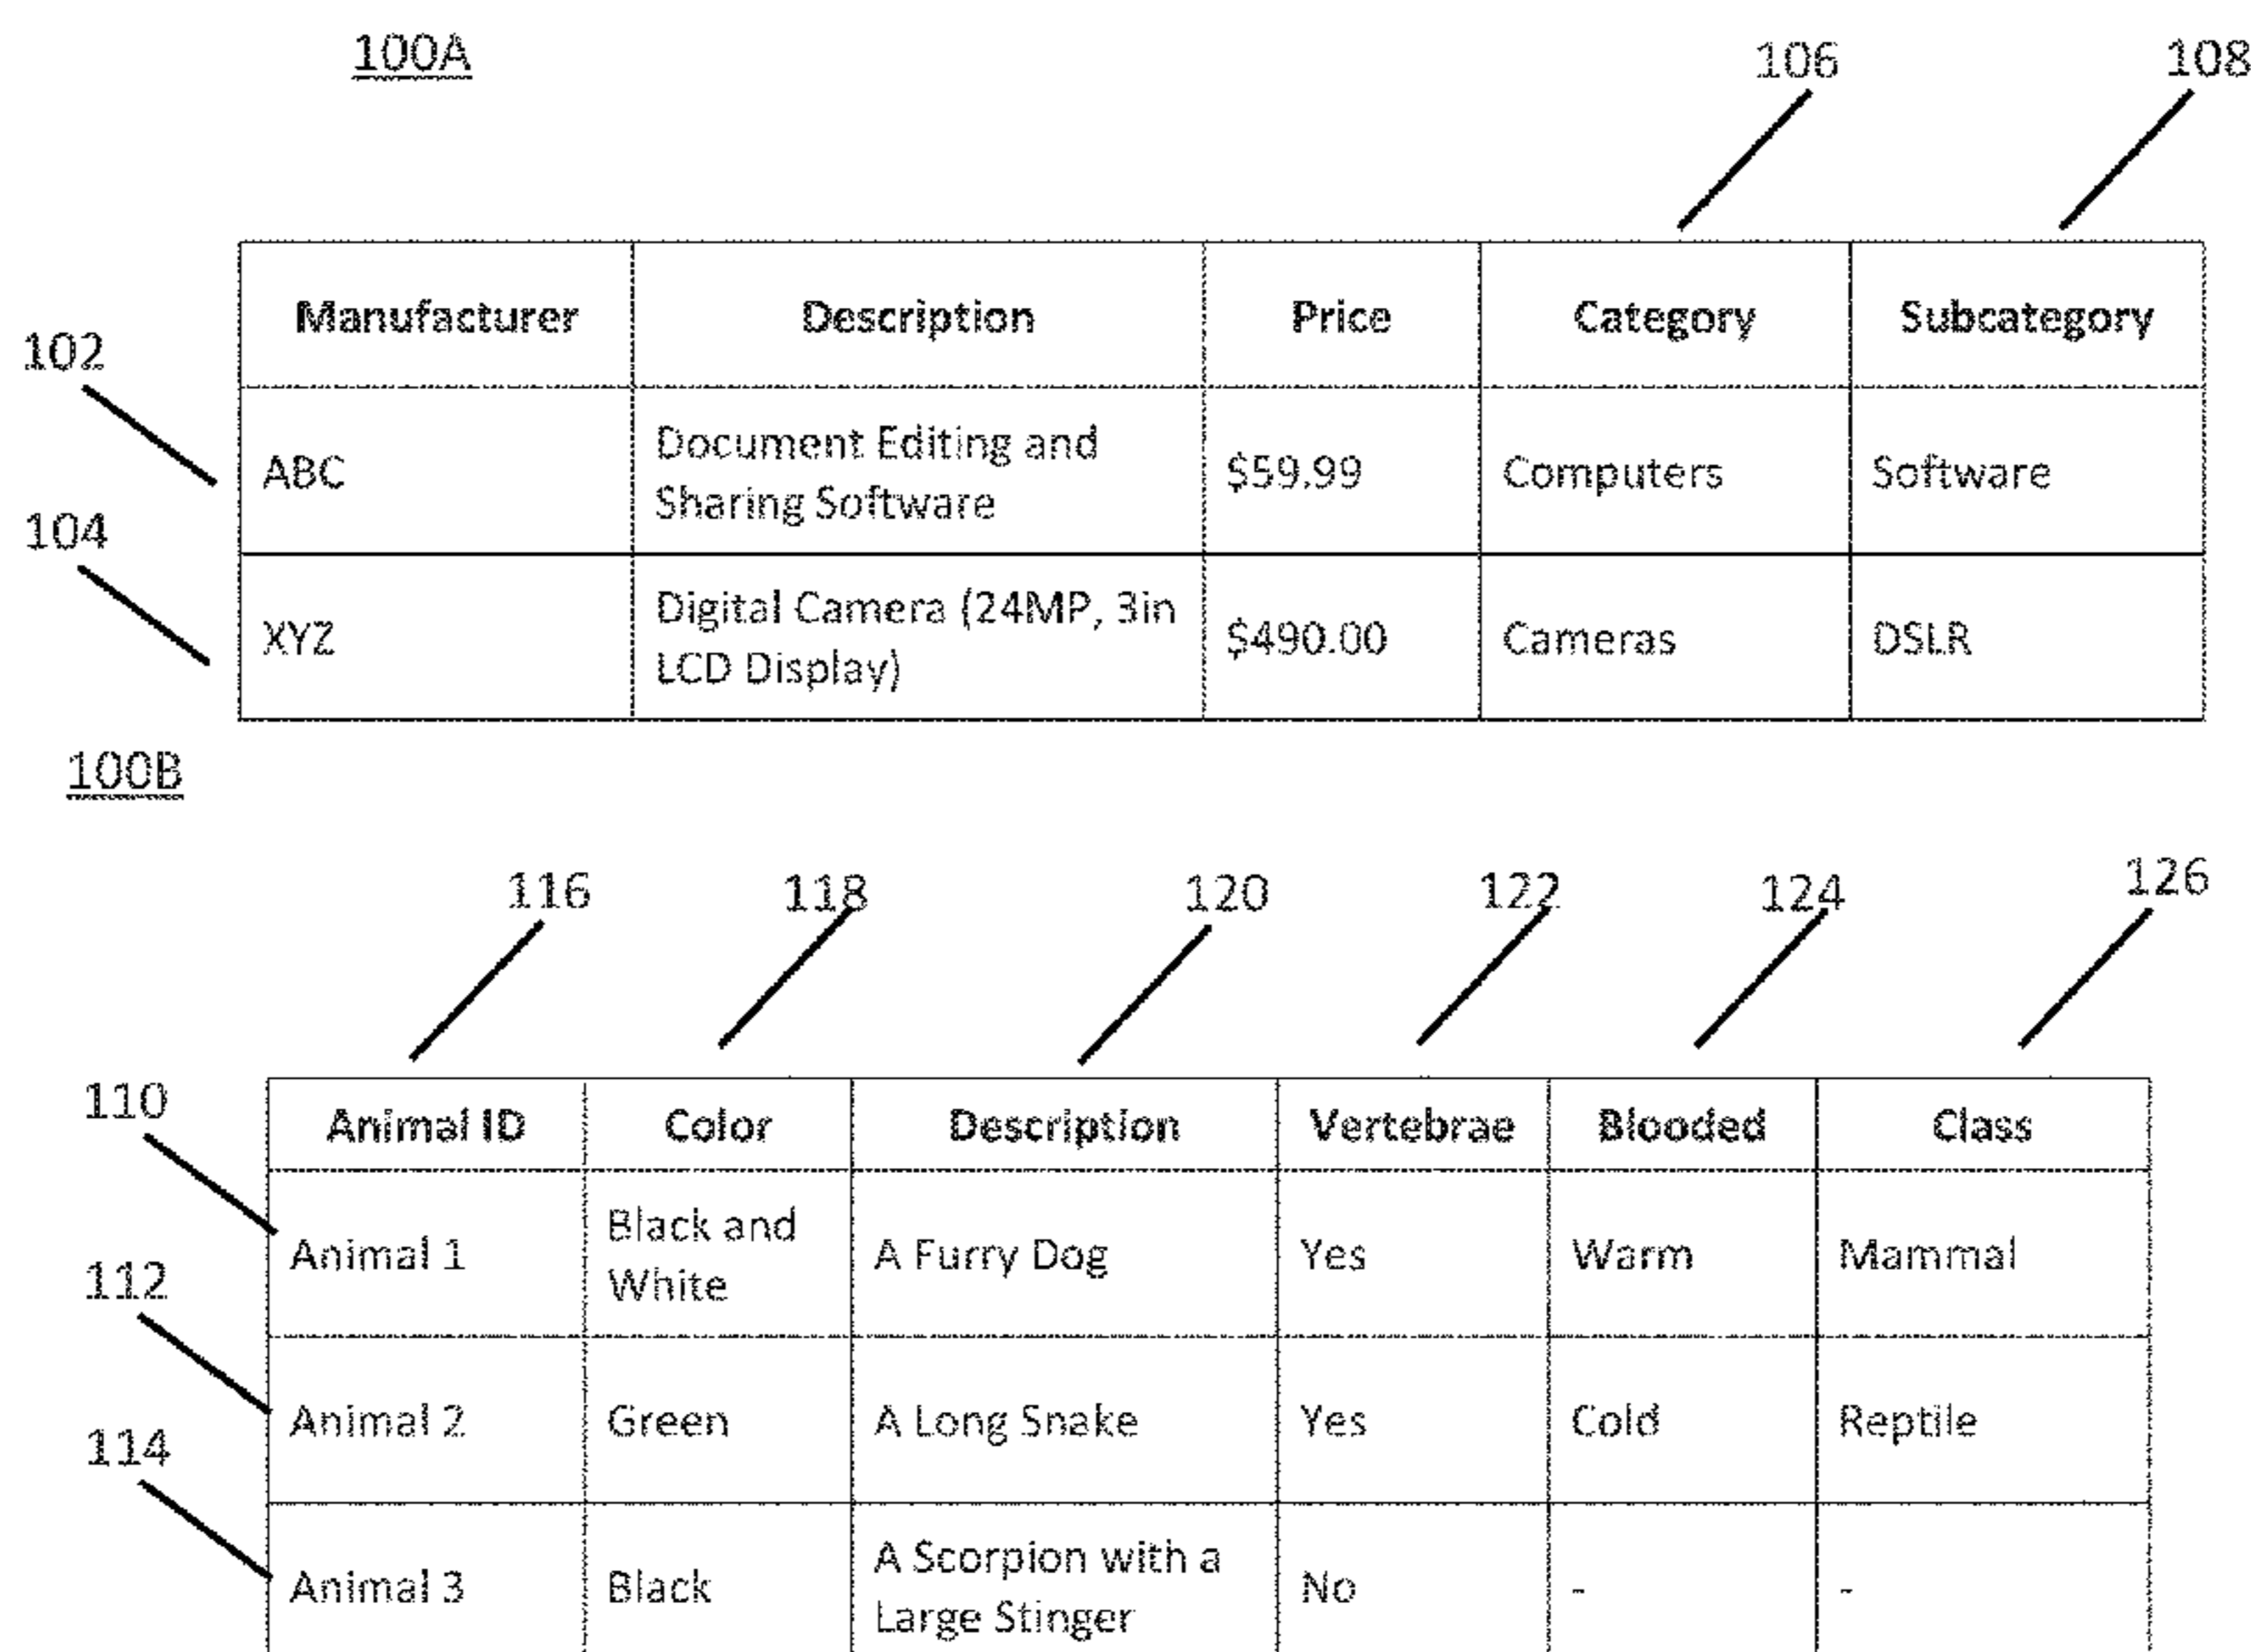 100A
106
108
Manufacturer Description Price Category Subcategory
102
ABC Document Editing and Sharing Software $59.99 Computers Software
104
XYZ Digital Camera (24MP, 3in LCD Display) $490.00 Cameras DSLR
100B
116 118 120 122 124 126
110
Animal ID Color Description Vertebrae Blooded Class
Animal 1 Black and White A Furry Dog Yes Warm Mammal
112
Animal 2 Green A Long Snake Yes Cold Reptile
114
Animal 3 Black A Scorpion with a Large Stinger No - -